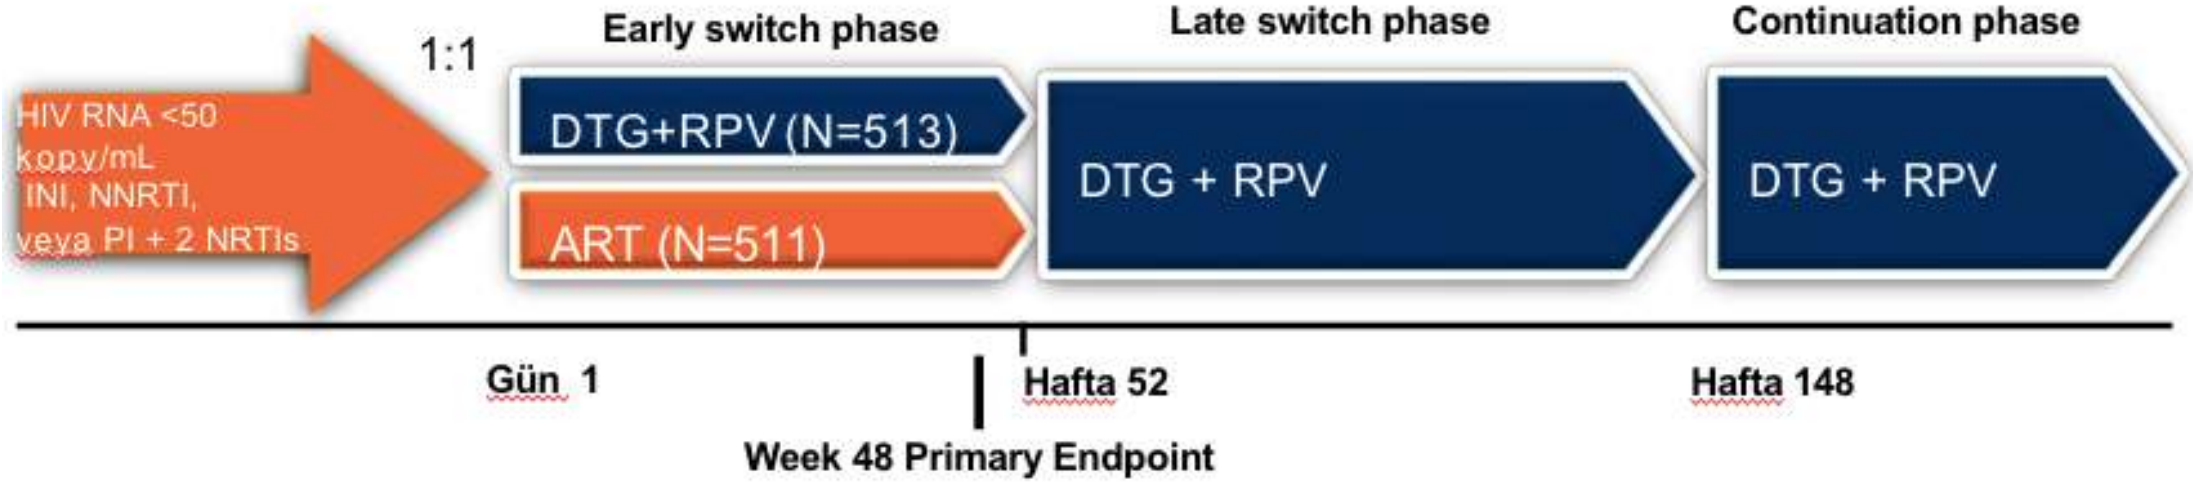 Early switch phase
Late switch phase
Continuation phase
1:1
HIV RNA <50
kopy/mL
INI, NNRTI,
veya PI + 2 NRTIs
DTG+RPV (N=513)
ART (N=511)
DTG + RPV
DTG + RPV
Gün 1
Hafta 52
Hafta 148
Week 48 Primary Endpoint